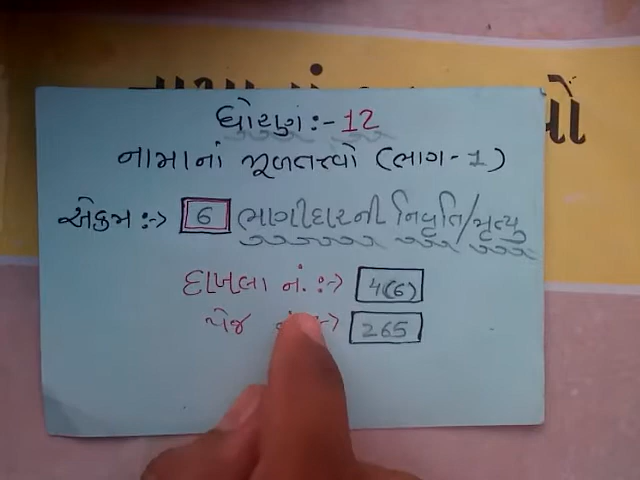 ધોરણ :- 12
નામાનાં મૂળતત્ત્વો (ભાગ - 1)
એકમ :-> 6 ભાગીદારની નિવૃતિ/મૃત્યુ
દાખલા નં. :-> 4(6)
પેજ :-> 265